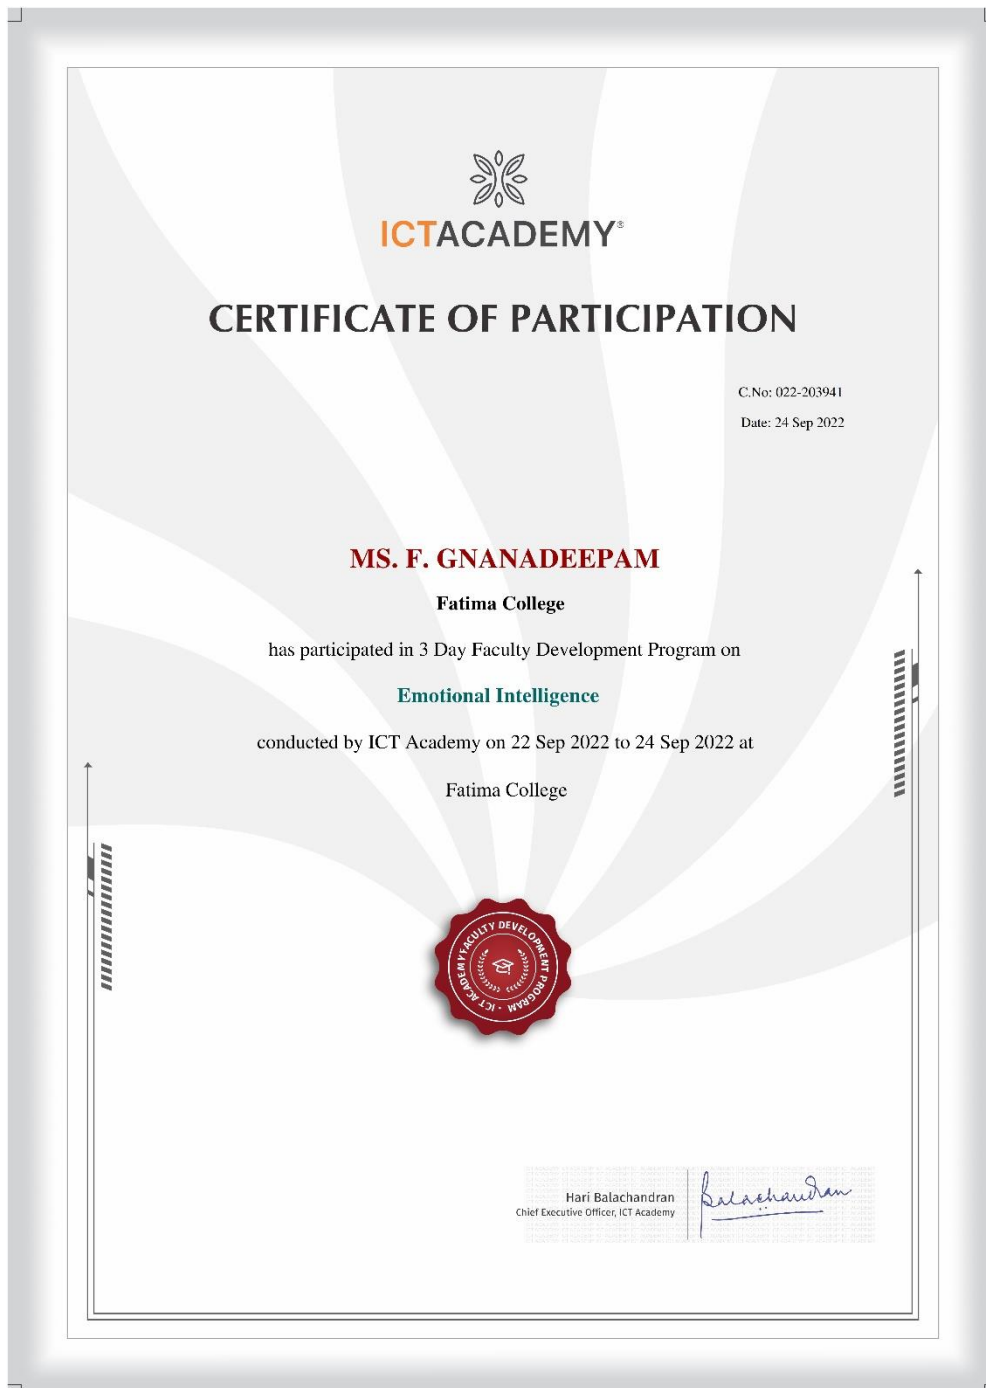 ICTACADEMY®
CERTIFICATE OF PARTICIPATION
C.No: 022-203941
Date: 24 Sep 2022
MS. F. GNANADEEPAM
Fatima College
has participated in 3 Day Faculty Development Program on
Emotional Intelligence
conducted by ICT Academy on 22 Sep 2022 to 24 Sep 2022 at
Fatima College
FACULTY DEVELOPMENT PROGRAM
· ICT ACADEMY
Hari Balachandran
Chief Executive Officer, ICT Academy
Balachandran